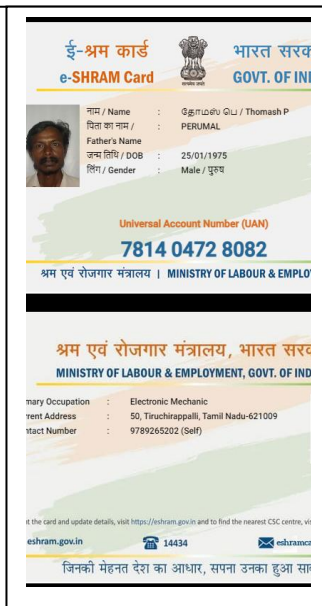 ई-श्रम कार्ड
e-SHRAM Card
भारत सरक
GOVT. OF IND
नाम / Name : தோமஸ் பெ / Thomash P
पिता का नाम / : PERUMAL
Father's Name
जन्म तिथि / DOB : 25/01/1975
लिंग / Gender : Male / पुरुष
Universal Account Number (UAN)
7814 0472 8082
श्रम एवं रोजगार मंत्रालय | MINISTRY OF LABOUR & EMPLOY
श्रम एवं रोजगार मंत्रालय, भारत सरक
MINISTRY OF LABOUR & EMPLOYMENT, GOVT. OF IND
mary Occupation : Electronic Mechanic
rrent Address : 50, Tiruchirappalli, Tamil Nadu-621009
ntact Number : 9789265202 (Self)
t the card and update details, visit https://eshram.gov.in and to find the nearest CSC centre, vis
eshram.gov.in 14434 eshramca
जिनकी मेहनत देश का आधार, सपना उनका हुआ सा